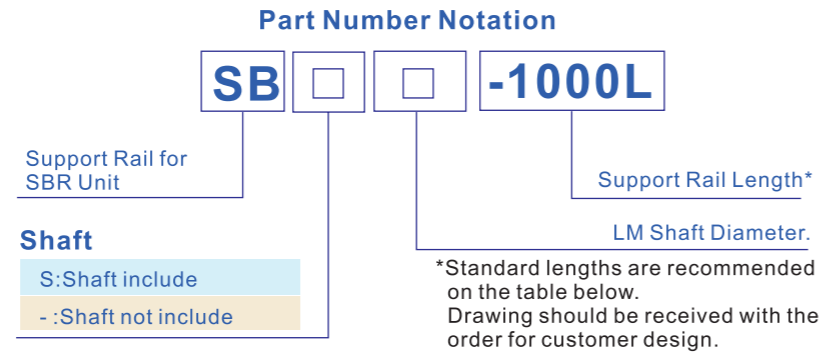 Part Number Notation
SB □ □ -1000L
Support Rail for
SBR Unit
Support Rail Length*
Shaft
LM Shaft Diameter.
S:Shaft include
- :Shaft not include
*Standard lengths are recommended
on the table below.
Drawing should be received with the
order for customer design.